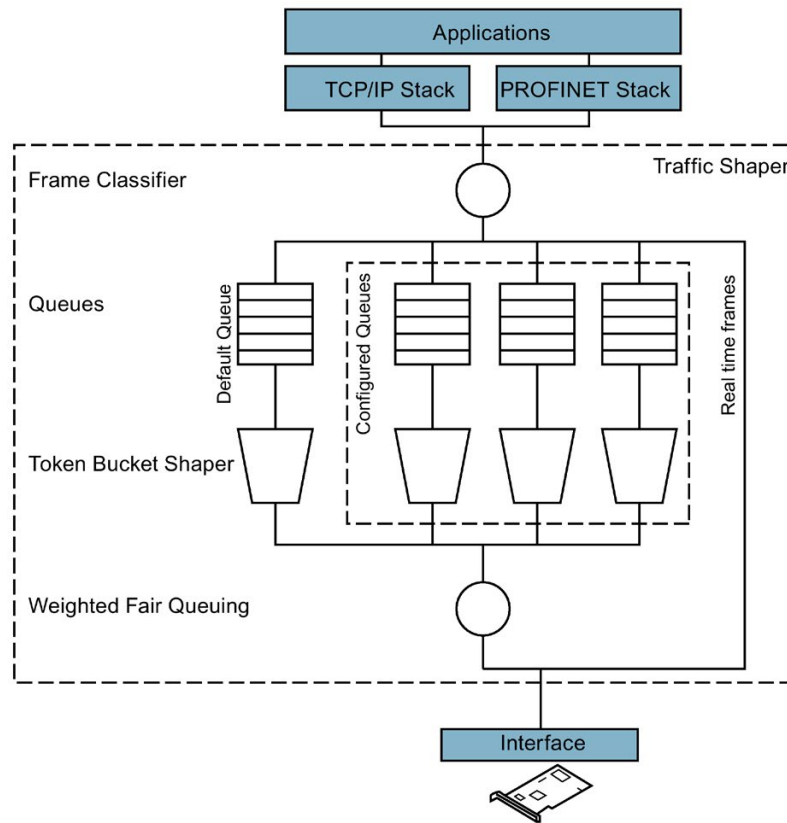 Applications
TCP/IP Stack
PROFINET Stack
Frame Classifier
Traffic Shaper
Queues
Default Queue
Configured Queues
Real time frames
Token Bucket Shaper
Weighted Fair Queuing
Interface